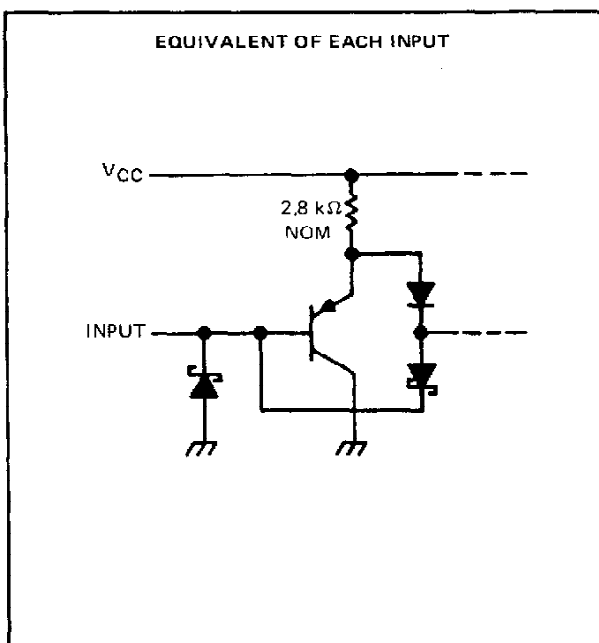 EQUIVALENT OF EACH INPUT
VCC
2,8 kΩ
NOM
INPUT